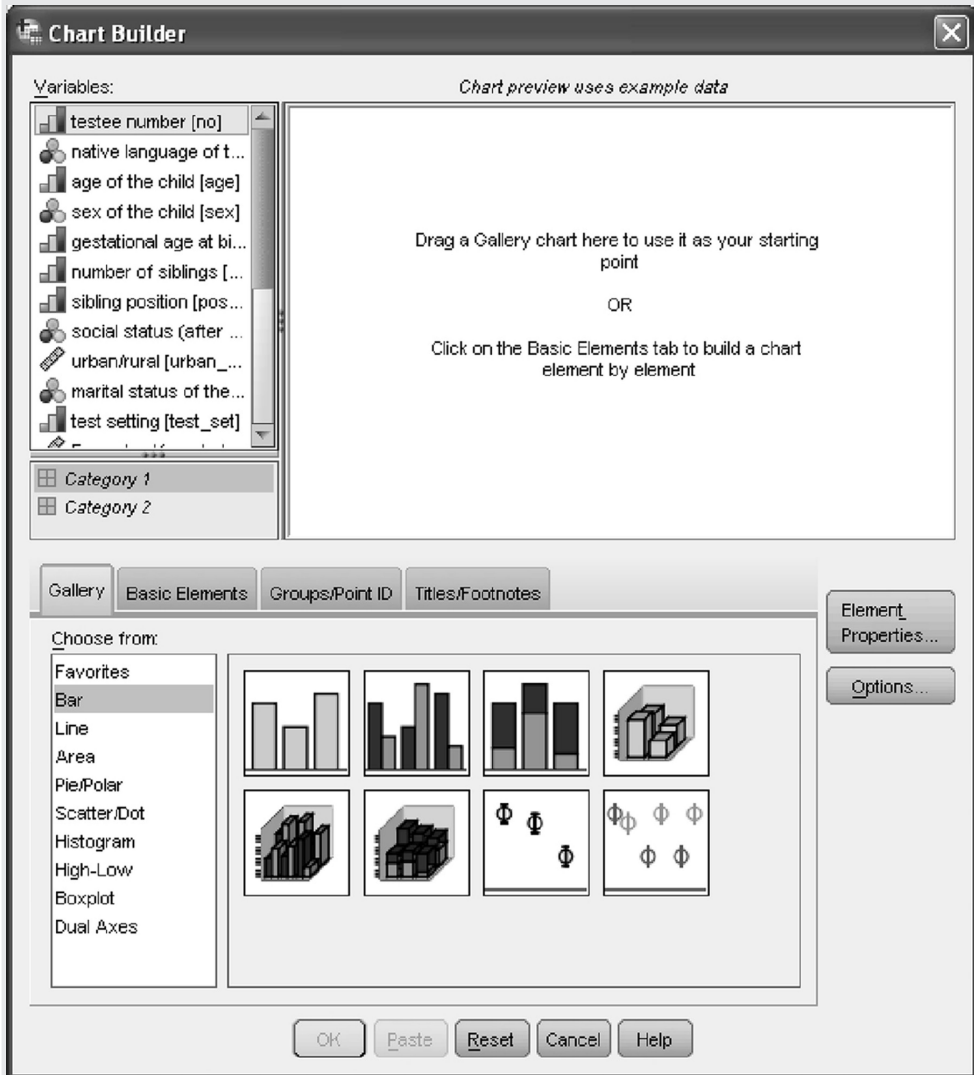 Chart Builder
Variables:
Chart preview uses example data
testee number [no]
native language of t...
age of the child [age]
sex of the child [sex]
gestational age at bi...
number of siblings [...
sibling position [pos...
social status (after ...
urban/rural [urban_...
marital status of the...
test setting [test_set]
Drag a Gallery chart here to use it as your starting
point
OR
Click on the Basic Elements tab to build a chart
element by element
Category 1
Category 2
Gallery Basic Elements Groups/Point ID Titles/Footnotes
Element
Properties...
Options...
Choose from:
Favorites
Bar
Line
Area
Pie/Polar
Scatter/Dot
Histogram
High-Low
Boxplot
Dual Axes
OK Paste Reset Cancel Help